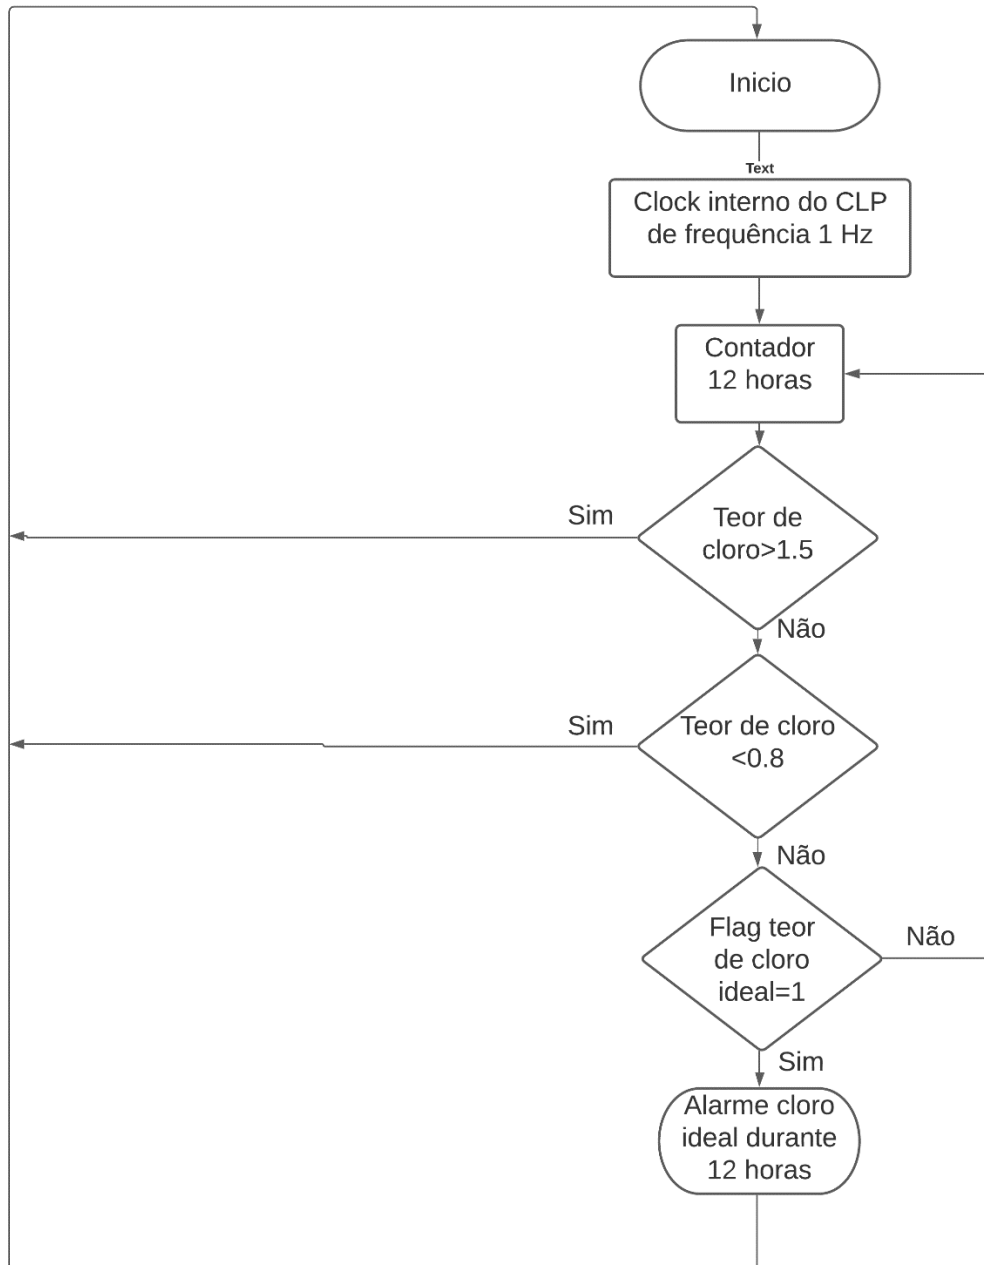 Inicio
Text
Clock interno do CLP
de frequência 1 Hz
Contador
12 horas
Sim
Teor de
cloro>1.5
Não
Sim
Teor de cloro
<0.8
Não
Flag teor
de cloro
ideal=1
Não
Sim
Alarme cloro
ideal durante
12 horas